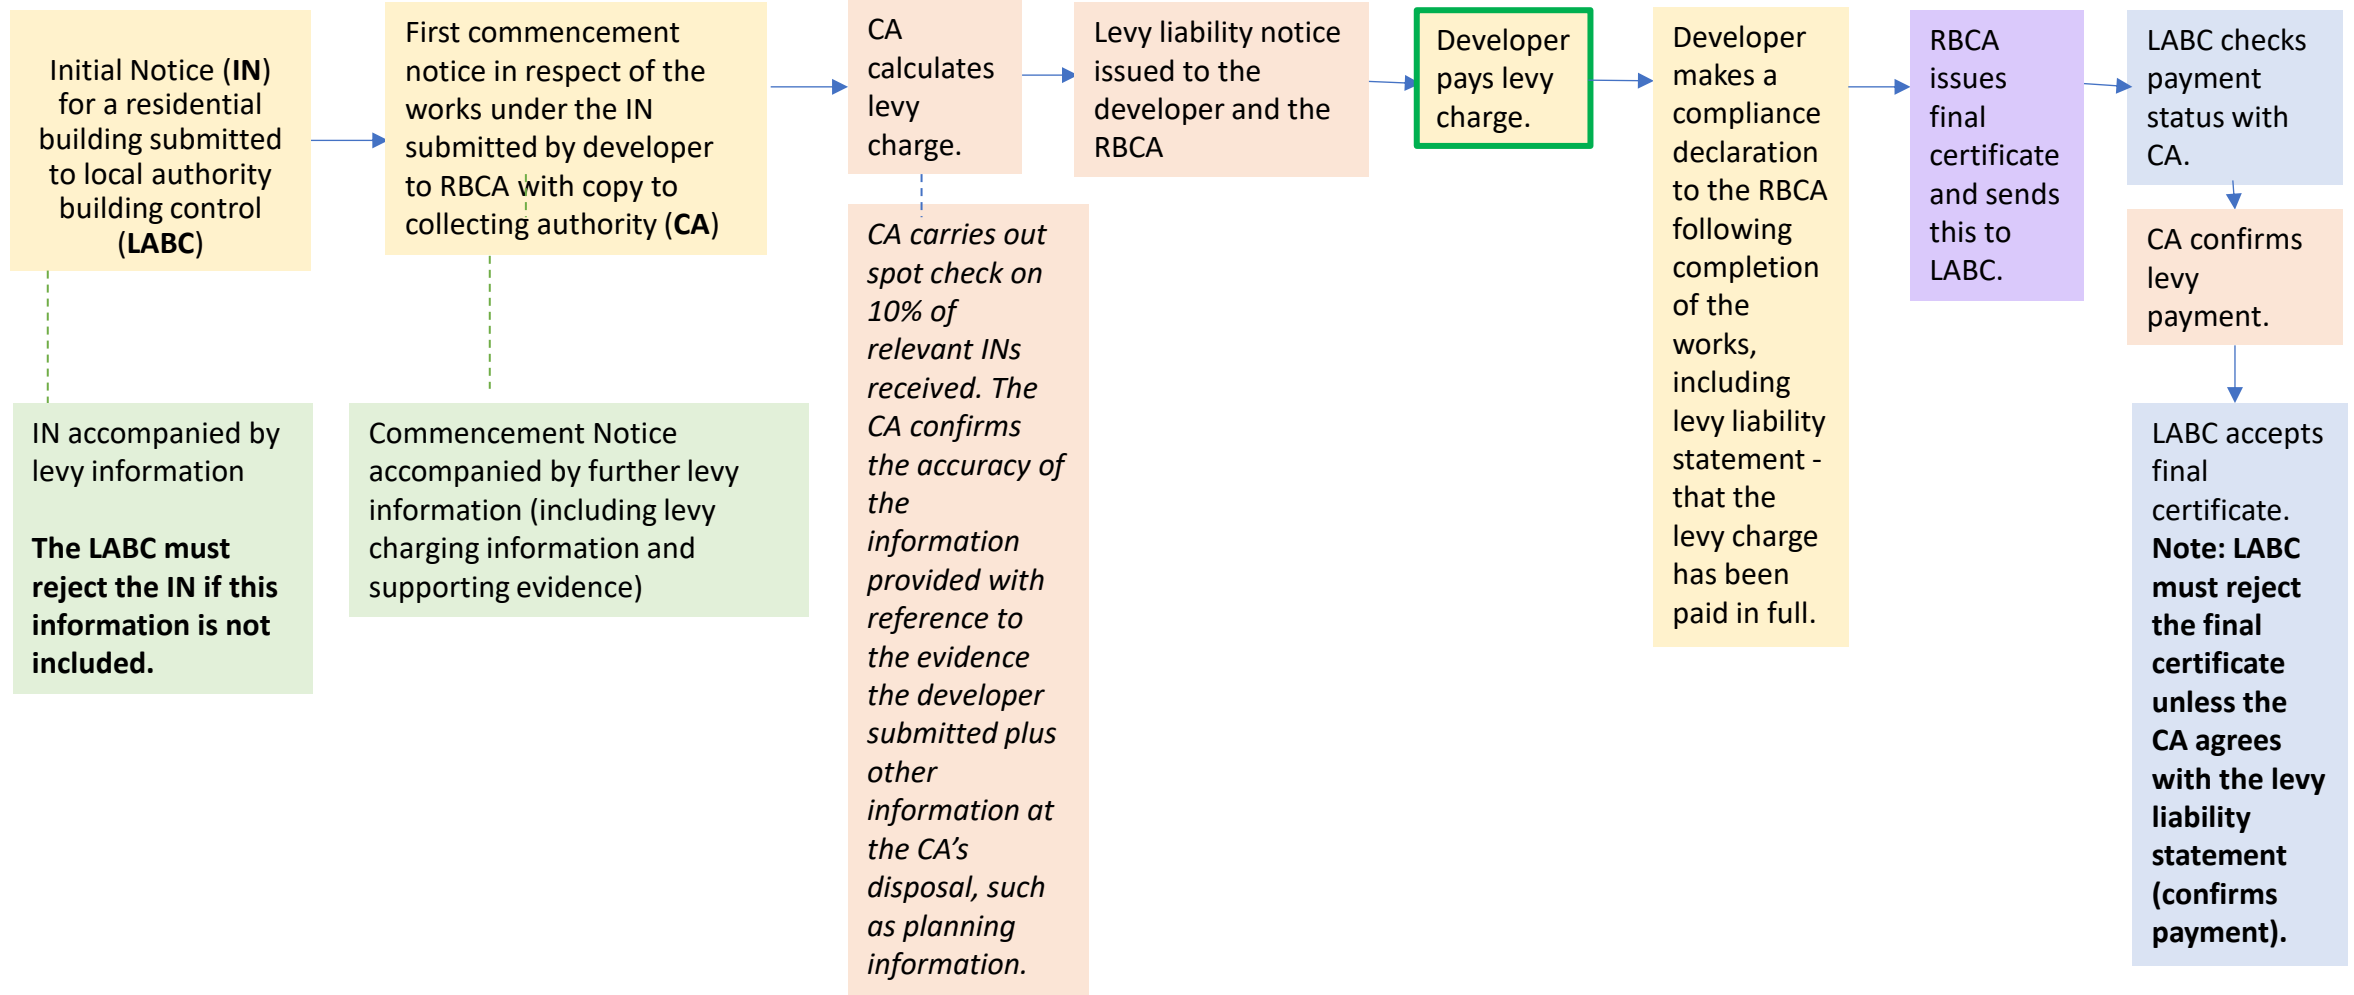 Initial Notice (IN)
for a residential
building submitted
to local authority
building control
(LABC)
First commencement
notice in respect of the
works under the IN
submitted by developer
to RBCA with copy to
collecting authority (CA)
CA
calculates
levy
charge.
Levy liability notice
issued to the
developer and the
RBCA
Developer
pays levy
charge.
Developer
makes a
compliance
declaration
to the RBCA
following
completion
of the
works,
including
levy liability
statement -
that the
levy charge
has been
paid in full.
RBCA
issues
final
certificate
and sends
this to
LABC.
LABC checks
payment
status with
CA.
CA confirms
levy
payment.
LABC accepts
final
certificate.
Note: LABC
must reject
the final
certificate
unless the
CA agrees
with the levy
liability
statement
(confirms
payment).
IN accompanied by
levy information
The LABC must
reject the IN if this
information is not
included.
Commencement Notice
accompanied by further levy
information (including levy
charging information and
supporting evidence)
CA carries out
spot check on
10% of
relevant INs
received. The
CA confirms
the accuracy of
the
information
provided with
reference to
the evidence
the developer
submitted plus
other
information at
the CA’s
disposal, such
as planning
information.